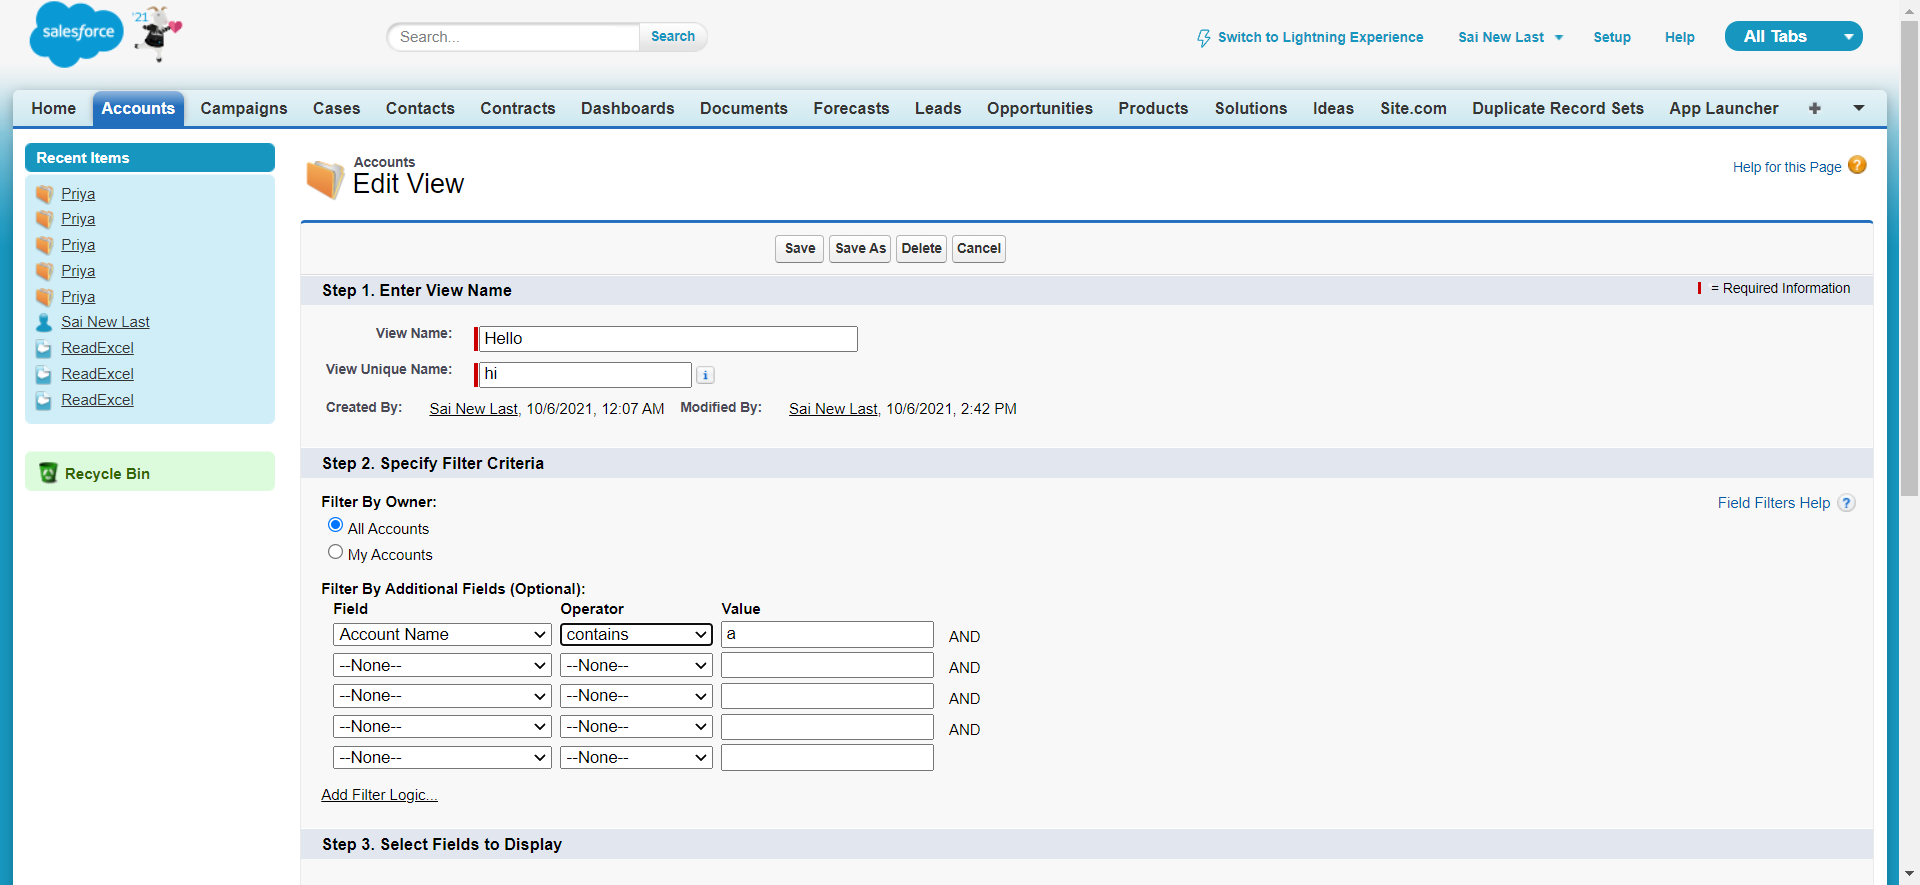 salesforce '21
Search... Search Switch to Lightning Experience Sai New Last Setup Help All Tabs
Home Accounts Campaigns Cases Contacts Contracts Dashboards Documents Forecasts Leads Opportunities Products Solutions Ideas Site.com Duplicate Record Sets App Launcher +
Recent Items
Priya
Priya
Priya
Priya
Priya
Sai New Last
ReadExcel
ReadExcel
ReadExcel
Recycle Bin
Accounts
Edit View
Help for this Page ?
Save Save As Delete Cancel
Step 1. Enter View Name
= Required Information
View Name: Hello
View Unique Name: hi i
Created By: Sai New Last, 10/6/2021, 12:07 AM Modified By: Sai New Last, 10/6/2021, 2:42 PM
Step 2. Specify Filter Criteria
Filter By Owner:
Field Filters Help ?
All Accounts
My Accounts
Filter By Additional Fields (Optional):
Field Operator Value
Account Name contains a AND
--None-- --None-- AND
--None-- --None-- AND
--None-- --None-- AND
--None-- --None--
Add Filter Logic...
Step 3. Select Fields to Display